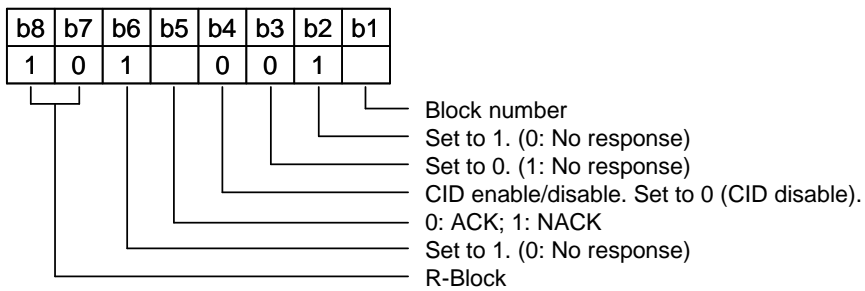 b8 b7 b6 b5 b4 b3 b2 b1
1 0 1 0 0 1
Block number
Set to 1. (0: No response)
Set to 0. (1: No response)
CID enable/disable. Set to 0 (CID disable).
0: ACK; 1: NACK
Set to 1. (0: No response)
R-Block